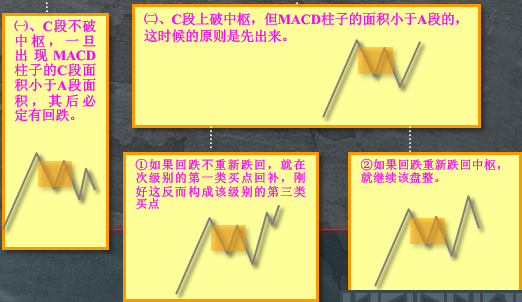 ㈠、C段不破
中枢，一旦
出现MACD
柱子的C段面
积小于A段面
积，其后必
定有回跌。
㈡、C段上破中枢，但MACD柱子的面积小于A段的，
这时候的原则是先出来。
①如果回跌不重新跌回，就在
次级别的第一类买点回补，刚
好这反而构成该级别的第三类
买点
②如果回跌重新跌回中枢，
就继续该盘整。